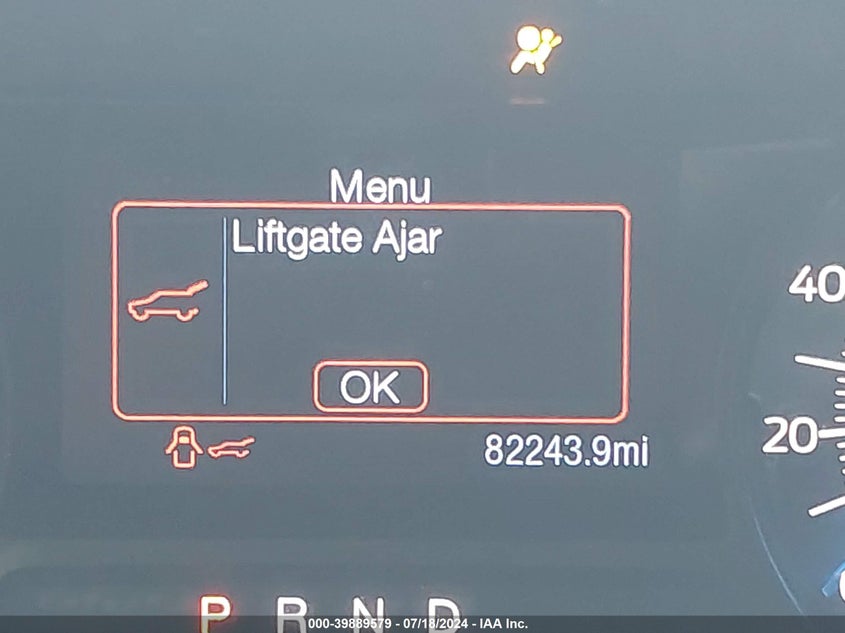 Menu
Liftgate Ajar
OK
82243.9mi
40
20
P R N D
000-39889579 - 07/18/2024 - IAA Inc.